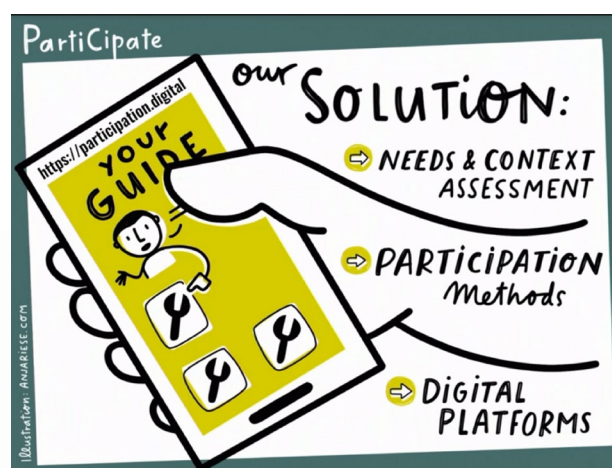 PartiCipate
https://participation.digital
YOUR
GUIDE
our
SOLUTION:
NEEDS & CONTEXT
ASSESSMENT
PARTiCiPATiON
Methods
DiGiTAL
PLATFORMS
Illustration: ANJARIESE.COM